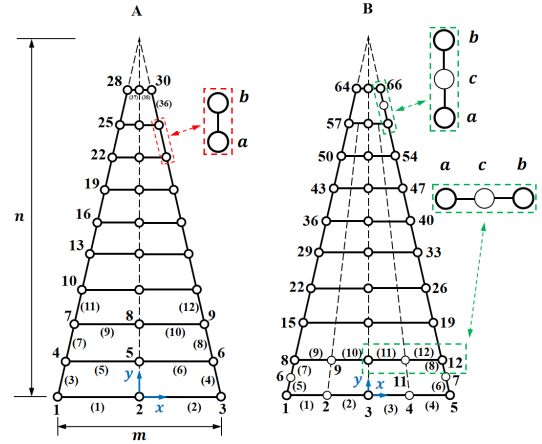 A B
28 30 64 66 b
(37) (38) (36) c
25 b 57 a
22 a 50 54 a c b
19 43 47
n 16 36 40
13 29 33
10 22 26
(11) (12)
7 8 9 15 19
(9) (10) (7) (8)
4 5 6 8 (9) (10) (11) (12) 12
(5) (6) 9 (7) (8)
(3) y (4) 6 (5) y x 11 (6) 7
1 (1) 2 x (2) 3 1 (1) 2 (2) 3 (3) 4 (4) 5
m